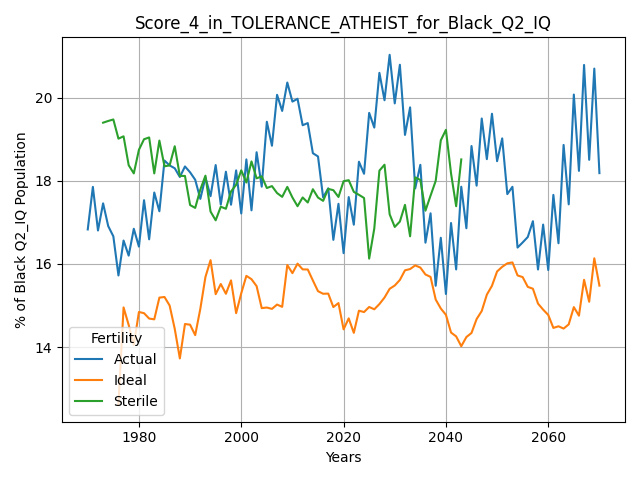 Score_4_in_TOLERANCE_ATHEIST_for_Black_Q2_IQ
% of Black Q2_IQ Population
20
18
16
14
Fertility
Actual
Ideal
Sterile
1980
2000
2020
2040
2060
Years